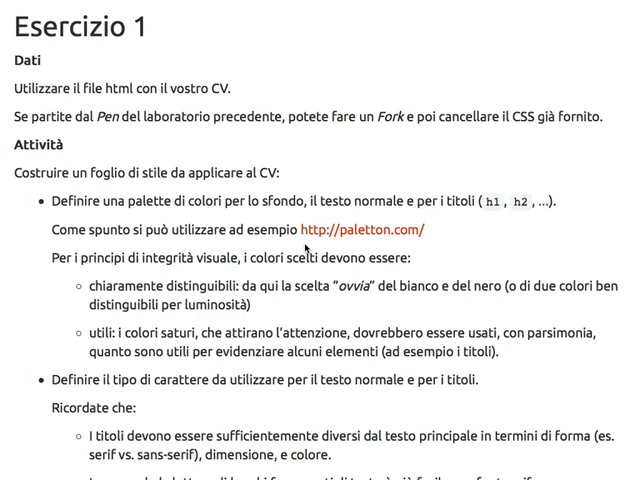 Esercizio 1
Dati
Utilizzare il file html con il vostro CV.
Se partite dal Pen del laboratorio precedente, potete fare un Fork e poi cancellare il CSS già fornito.
Attività
Costruire un foglio di stile da applicare al CV:
Definire una palette di colori per lo sfondo, il testo normale e per i titoli ( h1 , h2 , ...).
Come spunto si può utilizzare ad esempio http://paletton.com/
Per i principi di integrità visuale, i colori scelti devono essere:
chiaramente distinguibili: da qui la scelta “ovvia” del bianco e del nero (o di due colori ben
distinguibili per luminosità)
utili: i colori saturi, che attirano l’attenzione, dovrebbero essere usati, con parsimonia,
quanto sono utili per evidenziare alcuni elementi (ad esempio i titoli).
Definire il tipo di carattere da utilizzare per il testo normale e per i titoli.
Ricordate che:
I titoli devono essere sufficientemente diversi dal testo principale in termini di forma (es.
serif vs. sans-serif), dimensione, e colore.